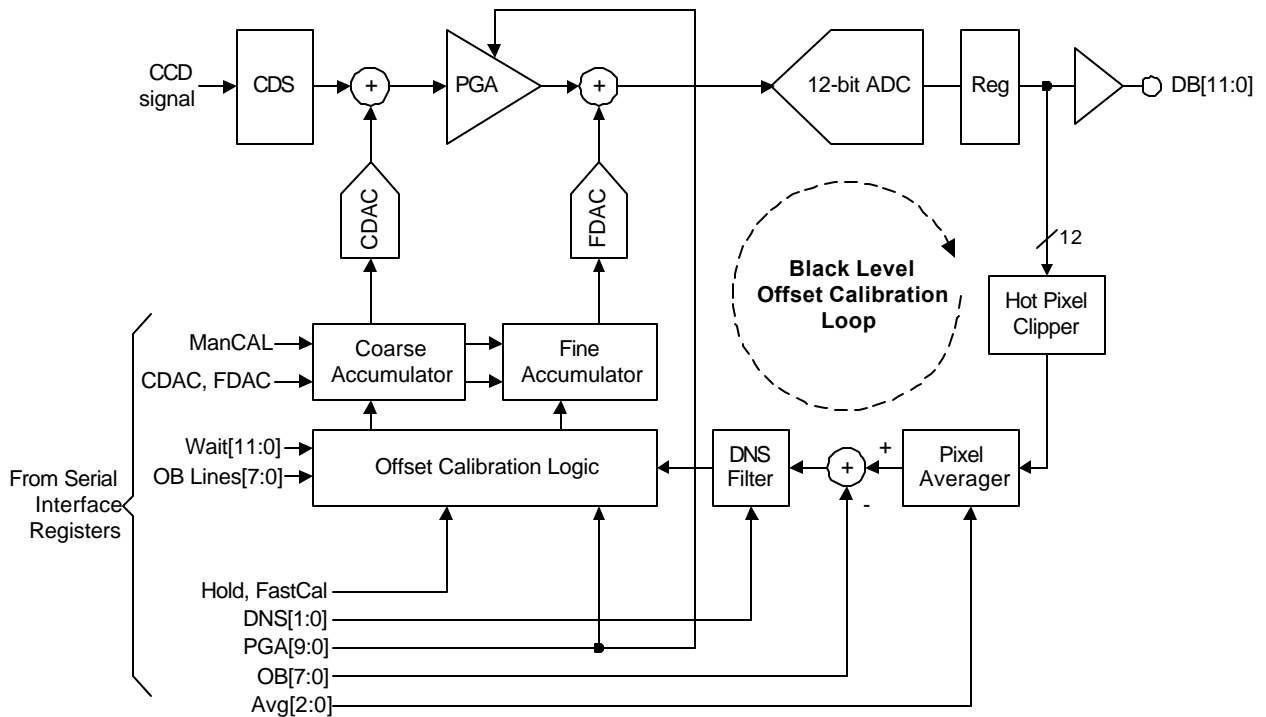 CCD
signal
CDS
+
PGA
+
12-bit ADC
Reg
DB[11:0]
CDAC
FDAC
12
Black Level
Offset Calibration
Loop
Hot Pixel
Clipper
ManCAL
CDAC, FDAC
Coarse
Accumulator
Fine
Accumulator
Wait[11:0]
OB Lines[7:0]
Offset Calibration Logic
DNS
Filter
+
+
-
Pixel
Averager
From Serial
Interface
Registers
Hold, FastCal
DNS[1:0]
PGA[9:0]
OB[7:0]
Avg[2:0]